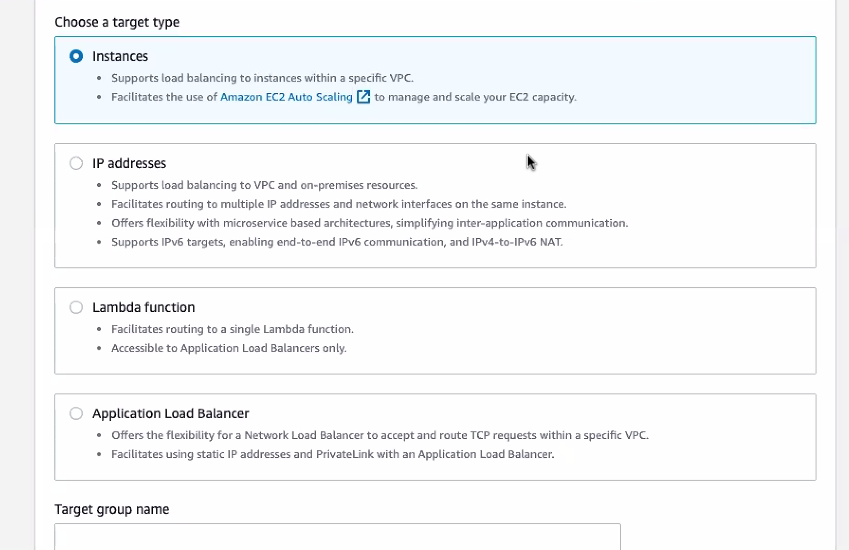 Choose a target type
Instances
• Supports load balancing to instances within a specific VPC.
• Facilitates the use of Amazon EC2 Auto Scaling to manage and scale your EC2 capacity.
IP addresses
• Supports load balancing to VPC and on-premises resources.
• Facilitates routing to multiple IP addresses and network interfaces on the same instance.
• Offers flexibility with microservice based architectures, simplifying inter-application communication.
• Supports IPv6 targets, enabling end-to-end IPv6 communication, and IPv4-to-IPv6 NAT.
Lambda function
• Facilitates routing to a single Lambda function.
• Accessible to Application Load Balancers only.
Application Load Balancer
• Offers the flexibility for a Network Load Balancer to accept and route TCP requests within a specific VPC.
• Facilitates using static IP addresses and PrivateLink with an Application Load Balancer.
Target group name